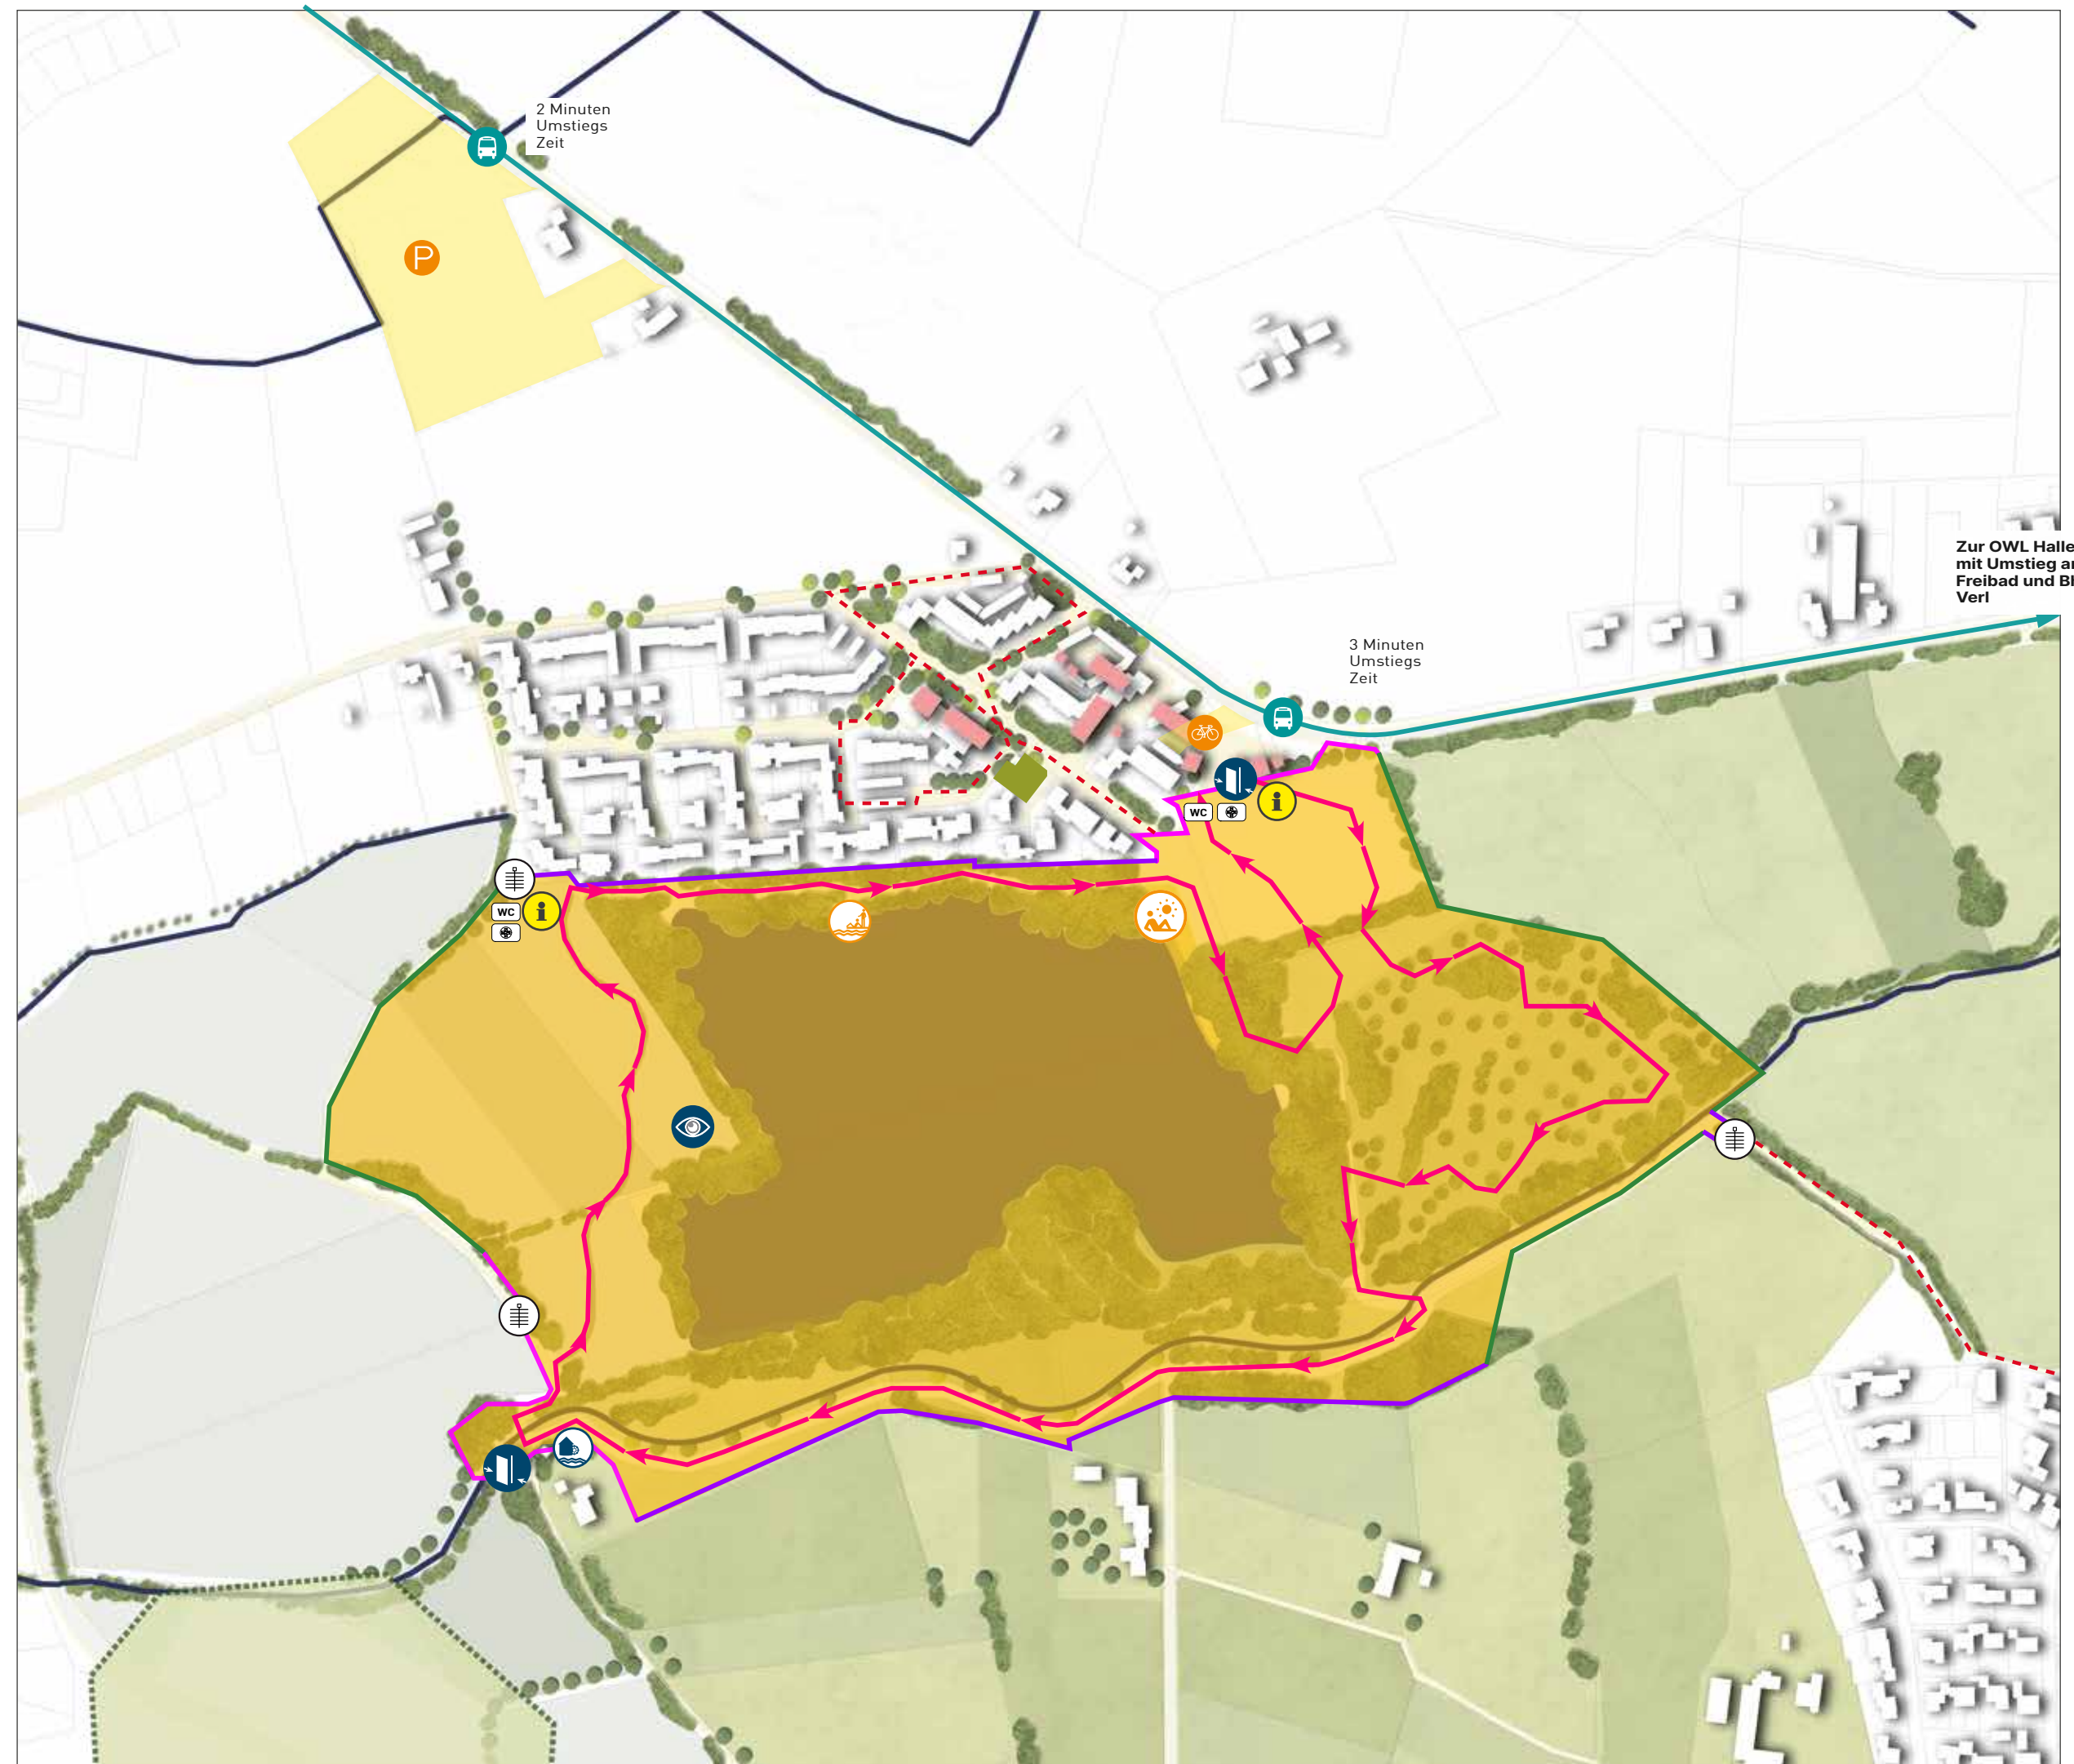 2 Minuten
Umstiegs
Zeit
P
Zur OWL Halle
mit Umstieg
Freibad und
Verl
3 Minuten
Umstiegs
Zeit
WC
i
WC
i